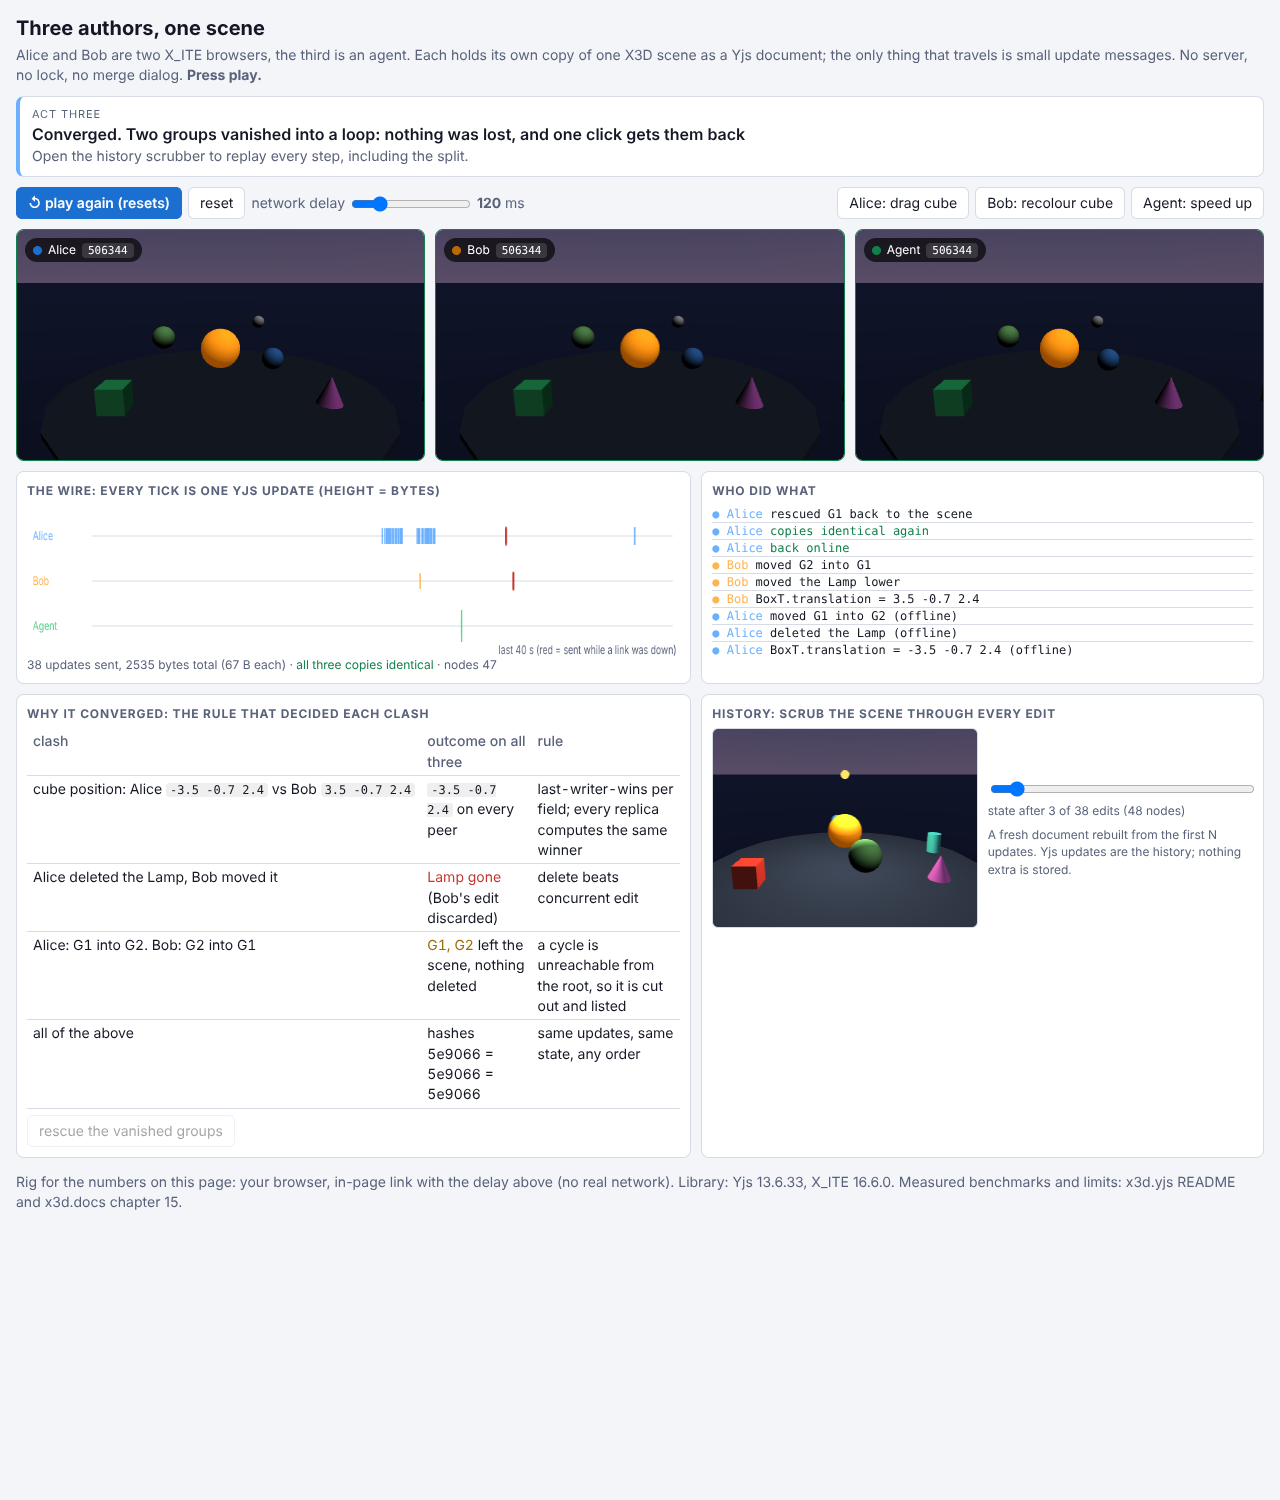 Three authors, one scene
Alice and Bob are two X_ITE browsers, the third is an agent. Each holds its own copy of one X3D scene as a Yjs document; the only thing that travels is small update messages. No server,
no lock, no merge dialog. Press play.
ACT THREE
Converged. Two groups vanished into a loop: nothing was lost, and one click gets them back
Open the history scrubber to replay every step, including the split.
↺ play again (resets)
reset
network delay
120 ms
Alice: drag cube
Bob: recolour cube
Agent: speed up
Alice 506344
Bob 506344
Agent 506344
THE WIRE: EVERY TICK IS ONE YJS UPDATE (HEIGHT = BYTES)
Alice
Bob
Agent
last 40 s (red = sent while a link was down)
38 updates sent, 2535 bytes total (67 B each) · all three copies identical · nodes 47
WHO DID WHAT
● Alice rescued G1 back to the scene
● Alice copies identical again
● Alice back online
● Bob moved G2 into G1
● Bob moved the Lamp lower
● Bob BoxT.translation = 3.5 -0.7 2.4
● Alice moved G1 into G2 (offline)
● Alice deleted the Lamp (offline)
● Alice BoxT.translation = -3.5 -0.7 2.4 (offline)
WHY IT CONVERGED: THE RULE THAT DECIDED EACH CLASH
clash
outcome on all
three
rule
cube position: Alice -3.5 -0.7 2.4 vs Bob 3.5 -0.7 2.4
-3.5 -0.7
2.4 on every
peer
last-writer-wins per
field; every replica
computes the same
winner
Alice deleted the Lamp, Bob moved it
Lamp gone
(Bob's edit
discarded)
delete beats
concurrent edit
Alice: G1 into G2. Bob: G2 into G1
G1, G2 left the
scene, nothing
deleted
a cycle is
unreachable from
the root, so it is cut
out and listed
all of the above
hashes
5e9066 =
5e9066 =
5e9066
same updates, same
state, any order
rescue the vanished groups
HISTORY: SCRUB THE SCENE THROUGH EVERY EDIT
state after 3 of 38 edits (48 nodes)
A fresh document rebuilt from the first N
updates. Yjs updates are the history; nothing
extra is stored.
Rig for the numbers on this page: your browser, in-page link with the delay above (no real network). Library: Yjs 13.6.33, X_ITE 16.6.0. Measured benchmarks and limits: x3d.yjs README
and x3d.docs chapter 15.